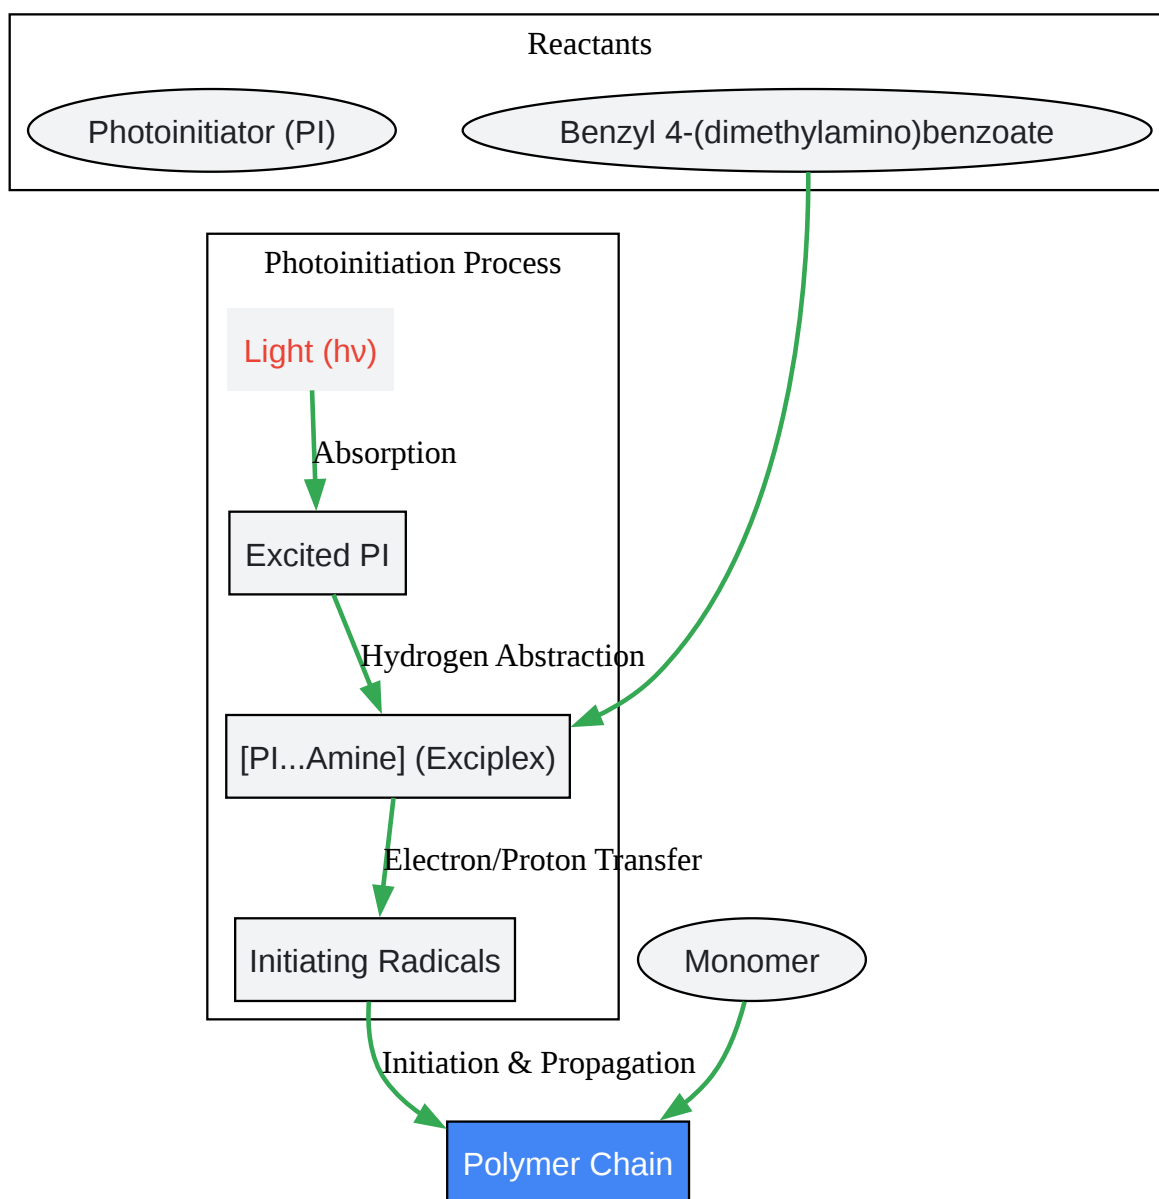 Reactants
Photoinitiator (PI)
Benzyl 4-(dimethylamino)benzoate
Photoinitiation Process
Light (hν)
Absorption
Excited PI
Hydrogen Abstraction
[PI...Amine] (Exciplex)
Electron/Proton Transfer
Initiating Radicals
Monomer
Initiation & Propagation
Polymer Chain